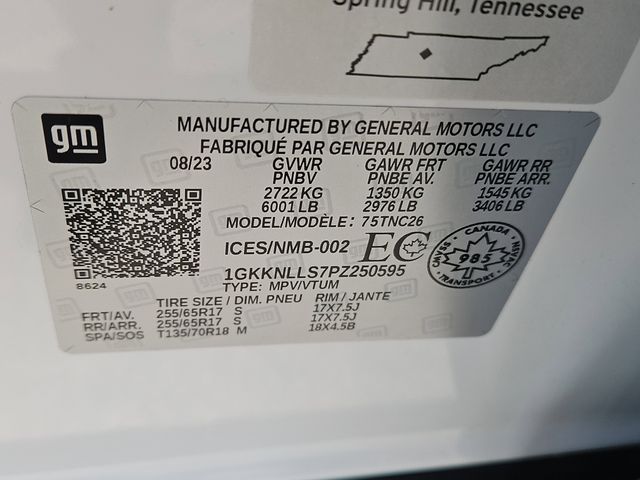 Spring Hill, Tennessee
gm
MANUFACTURED BY GENERAL MOTORS LLC
FABRIQUÉ PAR GENERAL MOTORS LLC
08/23 GVWR GAWR FRT GAWR RR
PNBV PNBE AV. PNBE ARR.
2722 KG 1350 KG 1545 KG
6001 LB 2976 LB 3406 LB
MODEL/MODÈLE: 75TNC26
ICES/NMB-002 EC
CANADA
CMVSS 985 NSVAC
TRANSPORT
1GKKNLLS7PZ250595
8624
TYPE: MPV/VTUM
TIRE SIZE / DIM. PNEU RIM / JANTE
FRT/AV. 255/65R17 S 17X7.5J
RR/ARR. 255/65R17 S 17X7.5J
SPA/SOS T135/70R18 M 18X4.5B